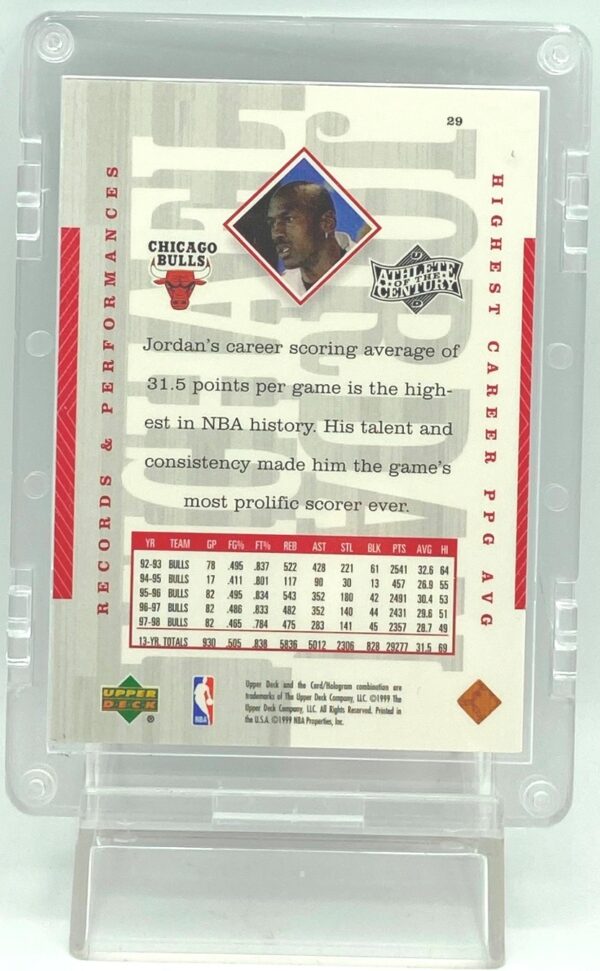 29
RECORDS & PERFORMANCES
HIGHEST CAREER PPG AVG
CHICAGO
BULLS
ATHLETE
OF THE
CENTURY
Jordan's career scoring average of
31.5 points per game is the high-
est in NBA history. His talent and
consistency made him the game's
most prolific scorer ever.
YR TEAM GP FG% FT% REB AST STL BLK PTS AVG HI
92-93 BULLS 78 .495 .837 522 428 221 61 2541 32.6 64
94-95 BULLS 17 .411 .801 117 90 30 13 457 26.9 55
95-96 BULLS 82 .495 .834 543 352 180 42 2491 30.4 53
96-97 BULLS 82 .486 .833 482 352 140 44 2431 29.6 51
97-98 BULLS 82 .465 .784 475 283 141 45 2357 28.7 49
13-YR. TOTALS 930 .505 .838 5836 5012 2306 828 29277 31.5 69
UPPER
DECK
®
NBA
Upper Deck and the Card/Hologram combination are
trademarks of The Upper Deck Company, LLC. ©1999 The
Upper Deck Company, LLC. All Rights Reserved. Printed in
the U.S.A. ©1999 NBA Properties, Inc.